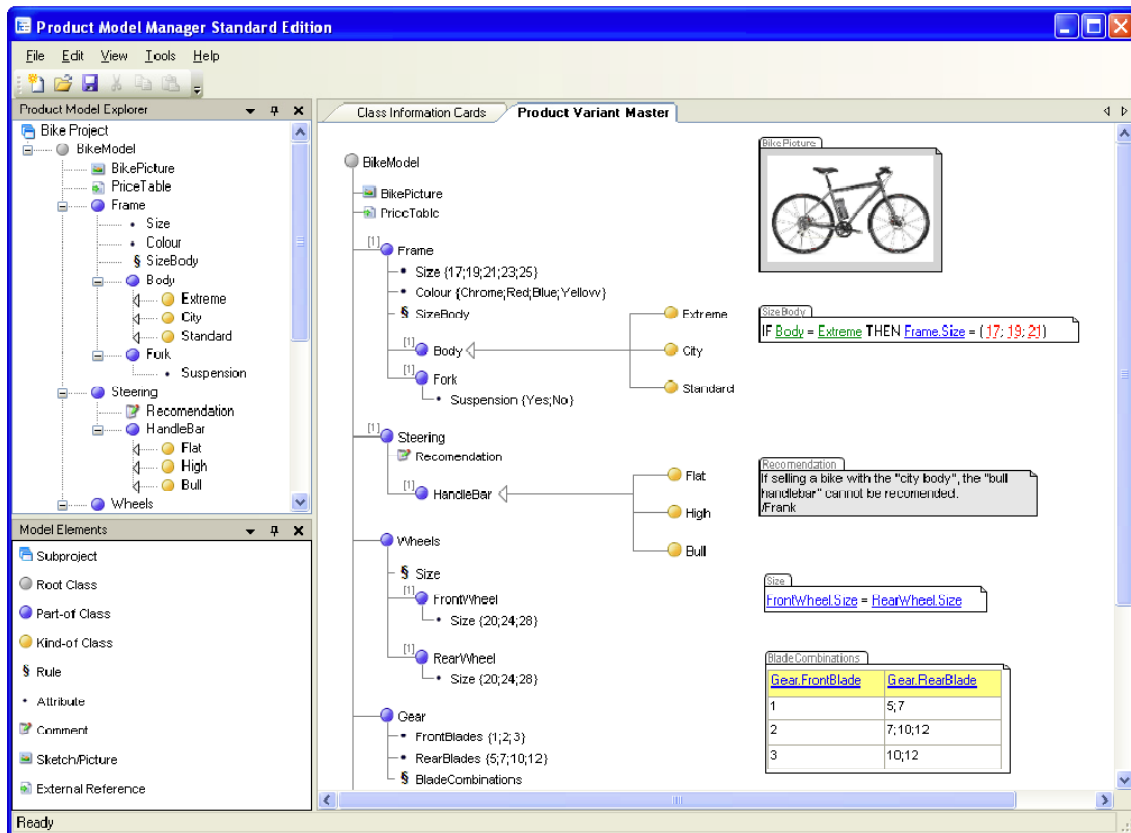 Product Model Manager Standard Edition
File Edit View Tools Help
Product Model Explorer
Bike Project
BikeModel
BikePicture
PriceTable
Frame
Size
Colour
§ SizeBody
Body
Extreme
City
Standard
Fork
Suspension
Steering
Recomendation
HandleBar
Flat
High
Bull
Wheels
Model Elements
Subproject
Root Class
Part-of Class
Kind-of Class
§ Rule
Attribute
Comment
Sketch/Picture
External Reference
Class Information Cards
Product Variant Master
BikeModel
BikePicture
PriceTable
[1] Frame
Size {17;19;21;23;25}
Colour {Chrome;Red;Blue;Yellow}
§ SizeBody
[1] Body
Extreme
City
Standard
[1] Fork
Suspension {Yes;No}
[1] Steering
Recomendation
[1] HandleBar
Flat
High
Bull
Wheels
§ Size
[1] FrontWheel
Size {20;24;28}
[1] RearWheel
Size {20;24;28}
Gear
FrontBlades {1;2;3}
RearBlades {5;7;10;12}
§ BladeCombinations
BikePicture
SizeBody
IF Body = Extreme THEN Frame.Size = ( 17; 19; 21)
Recomendation
If selling a bike with the "city body", the "bull
handlebar" cannot be recomended.
/Frank
Size
FrontWheel.Size = RearWheel.Size
BladeCombinations
Gear.FrontBlade Gear.RearBlade
1 5;7
2 7;10;12
3 10;12
Ready